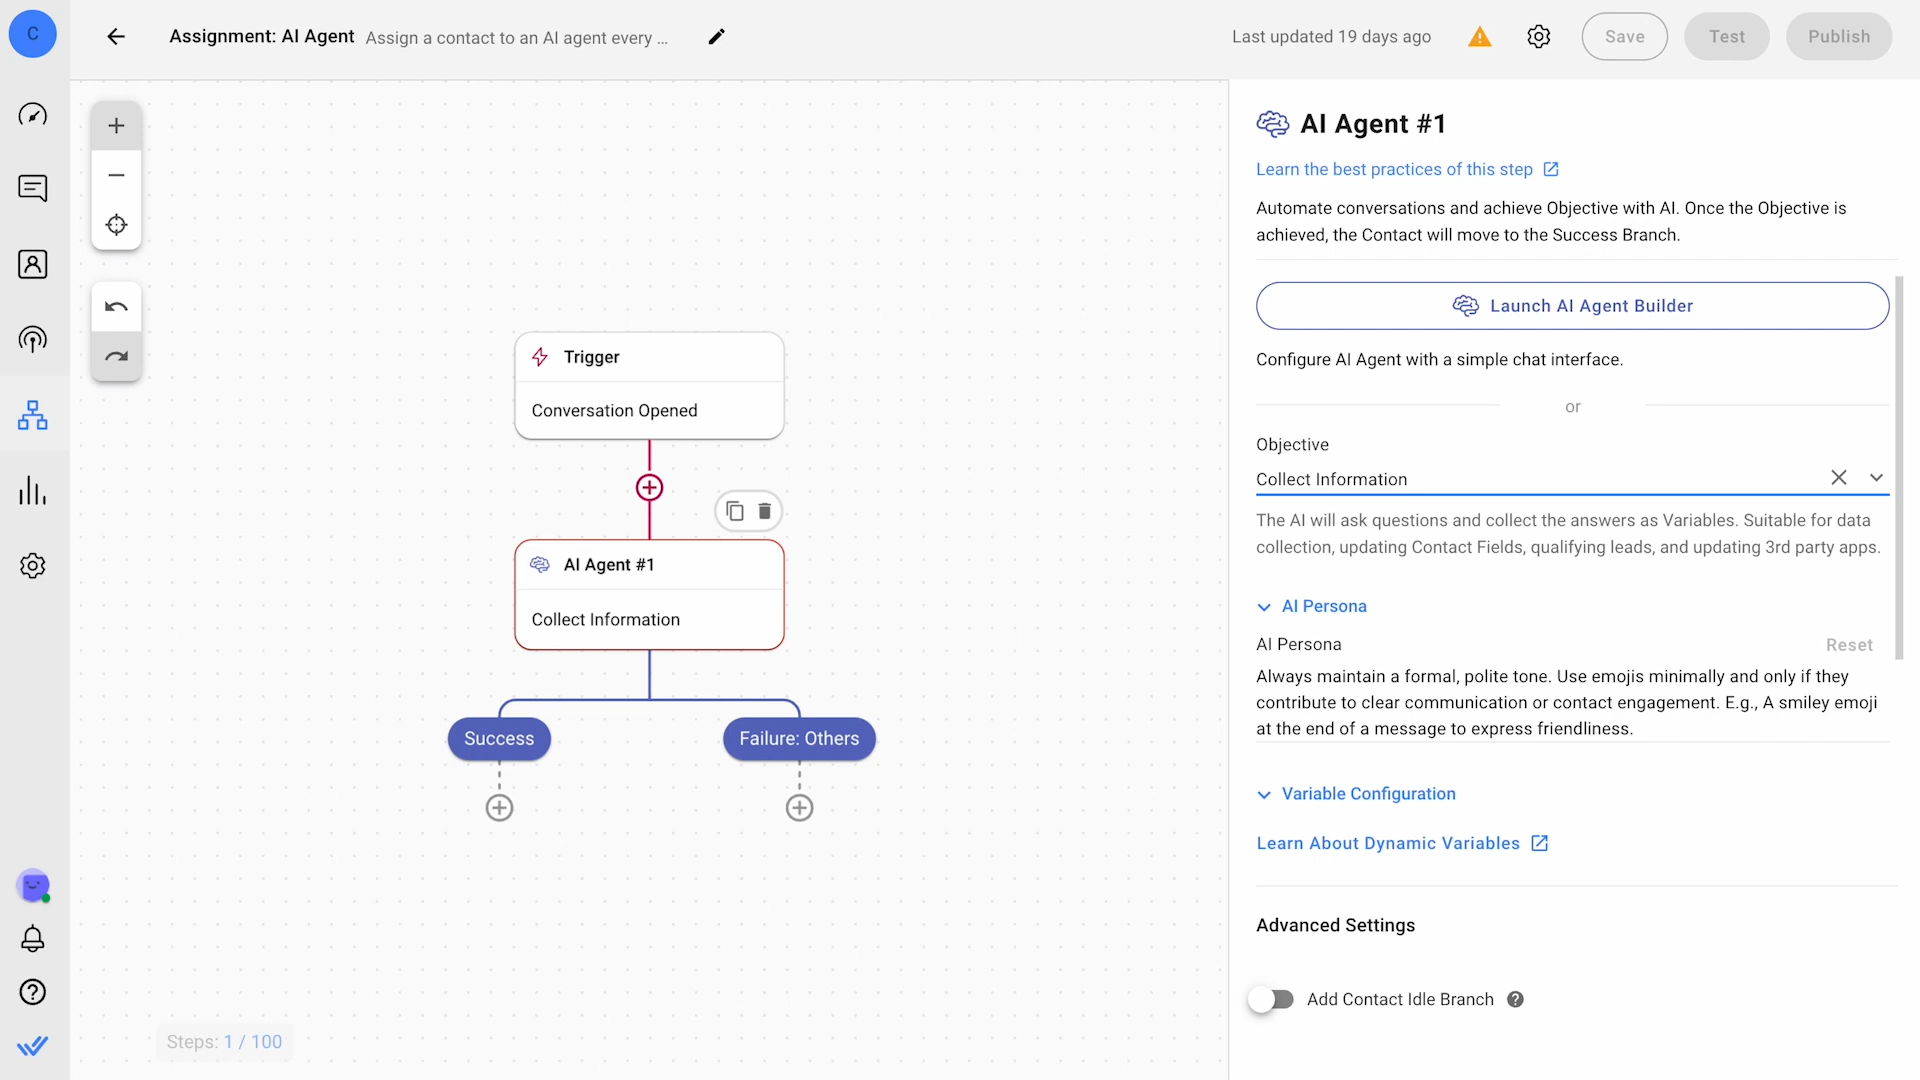 C
Assignment: AI Agent Assign a contact to an AI agent every ...
Last updated 19 days ago
Save
Test
Publish
Trigger
Conversation Opened
AI Agent #1
Collect Information
Success
Failure: Others
Steps: 1 / 100
AI Agent #1
Learn the best practices of this step
Automate conversations and achieve Objective with AI. Once the Objective is
achieved, the Contact will move to the Success Branch.
Launch AI Agent Builder
Configure AI Agent with a simple chat interface.
or
Objective
Collect Information
The AI will ask questions and collect the answers as Variables. Suitable for data
collection, updating Contact Fields, qualifying leads, and updating 3rd party apps.
AI Persona
AI Persona
Reset
Always maintain a formal, polite tone. Use emojis minimally and only if they
contribute to clear communication or contact engagement. E.g., A smiley emoji
at the end of a message to express friendliness.
Variable Configuration
Learn About Dynamic Variables
Advanced Settings
Add Contact Idle Branch